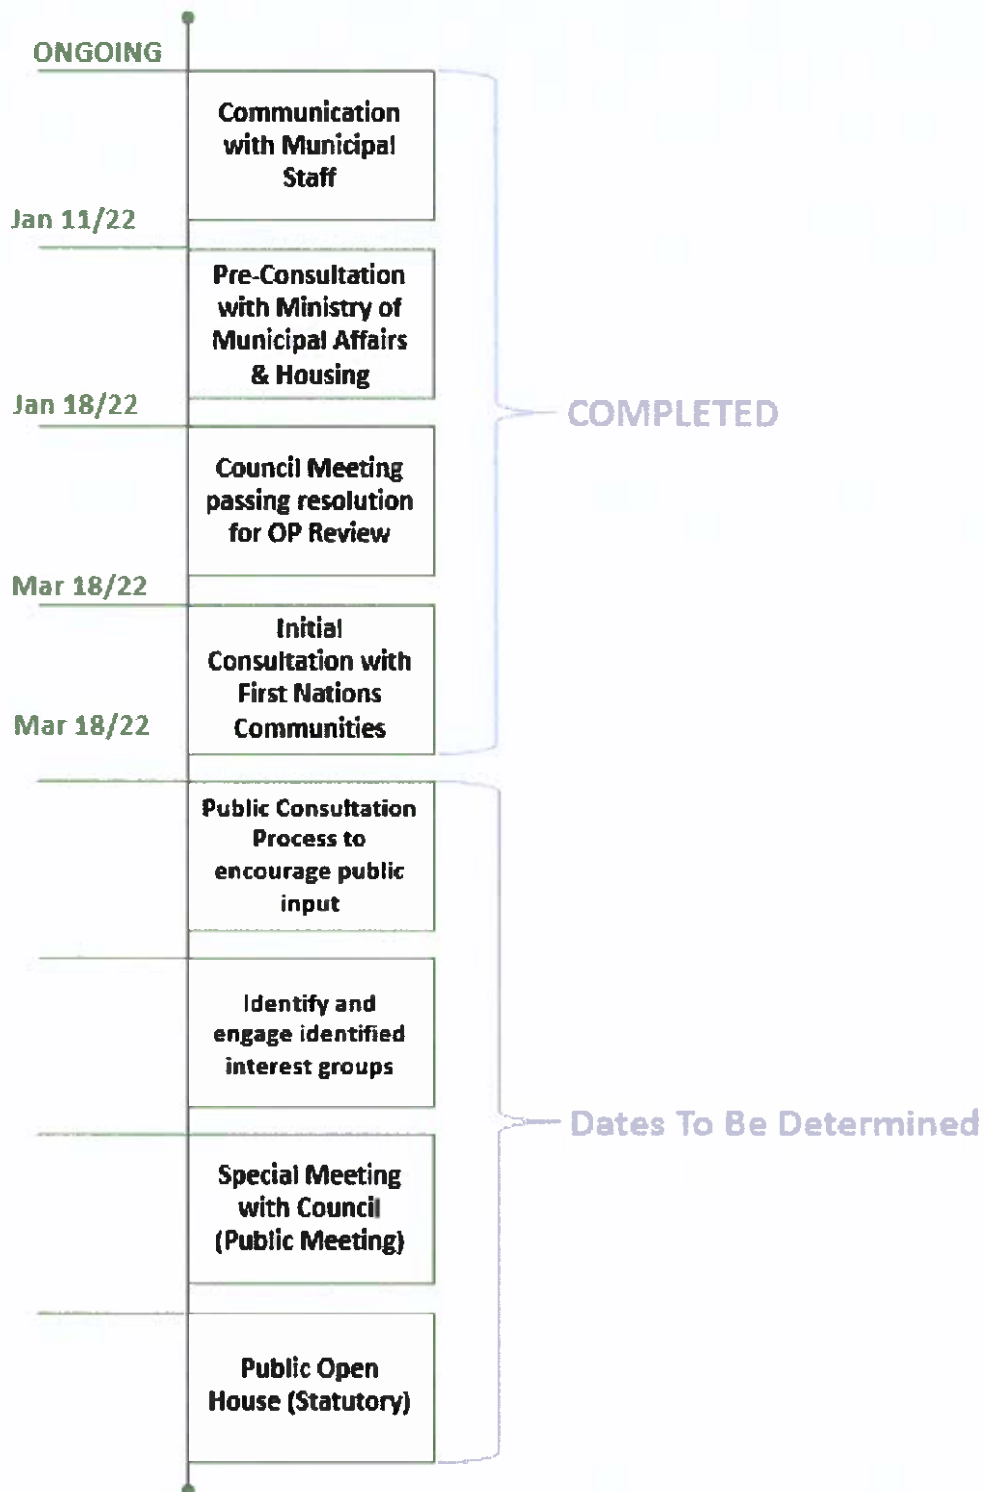 ONGOING
Communication
with Municipal
Staff
Jan 11/22
Pre-Consultation
with Ministry of
Municipal Affairs
& Housing
Jan 18/22
COMPLETED
Council Meeting
passing resolution
for OP Review
Mar 18/22
Initial
Consultation with
First Nations
Communities
Mar 18/22
Public Consultation
Process to
encourage public
input
Identify and
engage identified
interest groups
Dates To Be Determined
Special Meeting
with Council
(Public Meeting)
Public Open
House (Statutory)